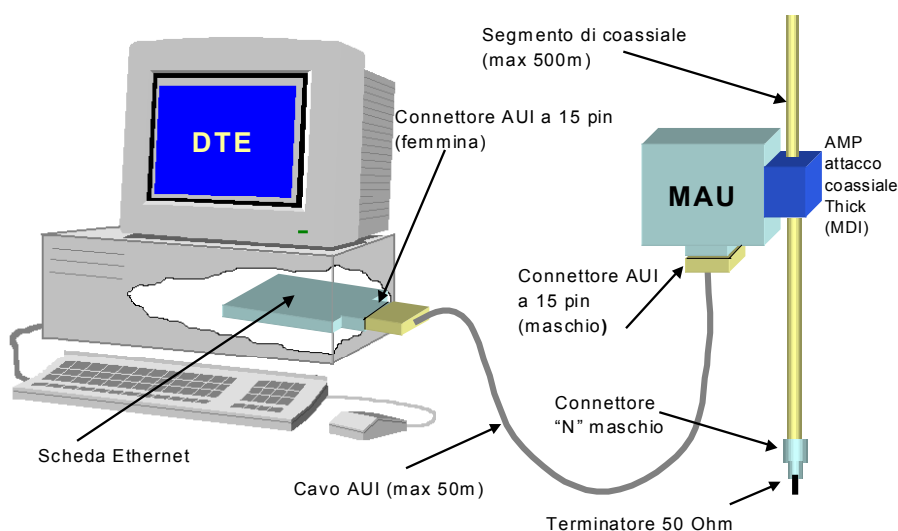 Segmento di coassiale
(max 500m)
Connettore AUI a 15 pin
(femmina)
DTE
AMP
attacco
coassiale
Thick
(MDI)
MAU
Connettore AUI
a 15 pin
(maschio)
Connettore
“N” maschio
Scheda Ethernet
Cavo AUI (max 50m)
Terminatore 50 Ohm